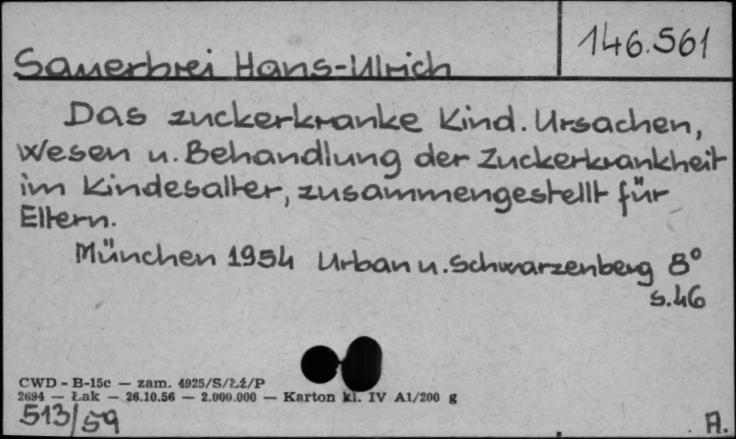 146.561
Sauerbrei Hans-Ulrich
Das zuckerkranke Kind. Ursachen,
Wesen u. Behandlung der Zuckerkrankheit
im Kindesalter, zusammengestellt für
Eltern.
München 1954 Urban u. Schwarzenberg 8°
s.46
CWD - B-15c — zam. 4925/S/Łź/P
2694 — Łak — 26.10.56 — 2.000.000 — Karton kl. IV A1/200 g
513/59
A.